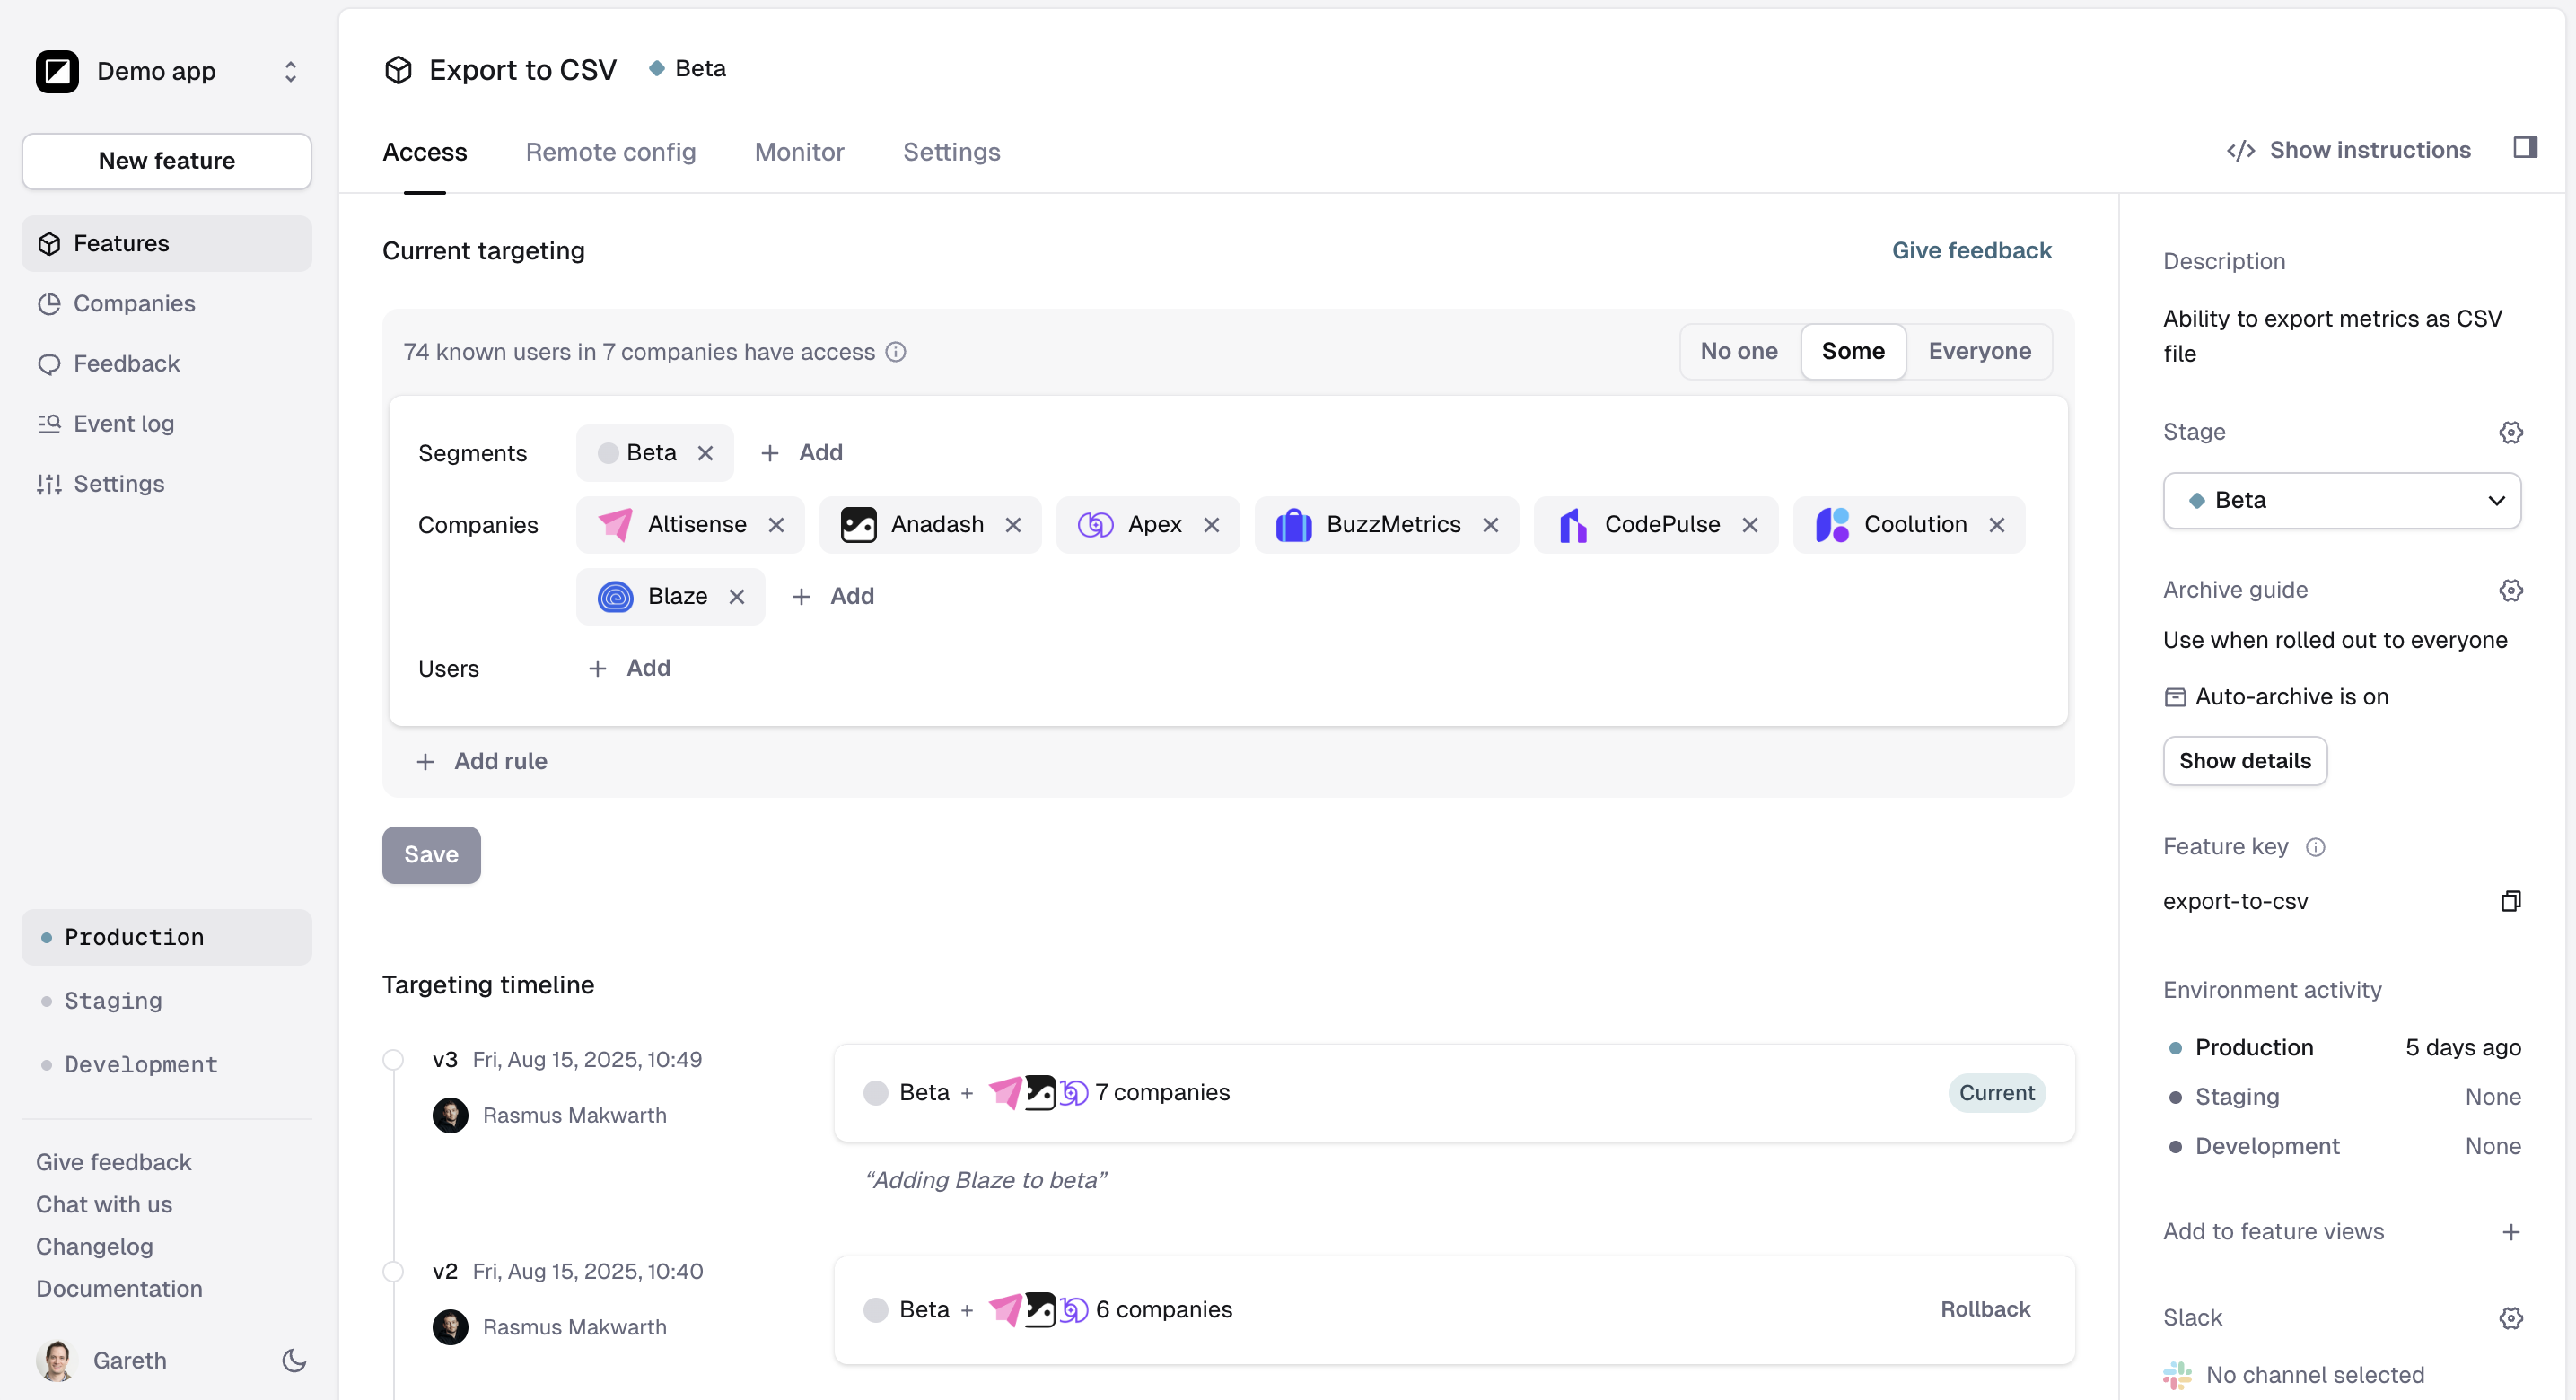 Demo app
New feature
Features
Companies
Feedback
Event log
Settings
Production
Staging
Development
Give feedback
Chat with us
Changelog
Documentation
Gareth
Export to CSV
Beta
Access
Remote config
Monitor
Settings
Show instructions
Current targeting
Give feedback
74 known users in 7 companies have access
No one
Some
Everyone
Segments
Beta
Add
Companies
Altisense
Anadash
Apex
BuzzMetrics
CodePulse
Coolution
Blaze
Add
Users
Add
Add rule
Save
Targeting timeline
v3 Fri, Aug 15, 2025, 10:49
Rasmus Makwarth
Beta + 7 companies
Current
“Adding Blaze to beta”
v2 Fri, Aug 15, 2025, 10:40
Rasmus Makwarth
Beta + 6 companies
Rollback
Description
Ability to export metrics as CSV
file
Stage
Beta
Archive guide
Use when rolled out to everyone
Auto-archive is on
Show details
Feature key
export-to-csv
Environment activity
Production 5 days ago
Staging None
Development None
Add to feature views
Slack
No channel selected